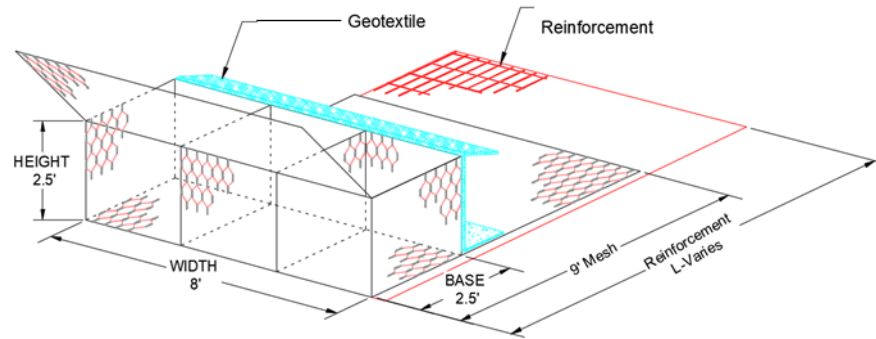 Geotextile
Reinforcement
HEIGHT
2.5'
WIDTH
8'
BASE
2.5'
9' Mesh
Reinforcement
L-Varies